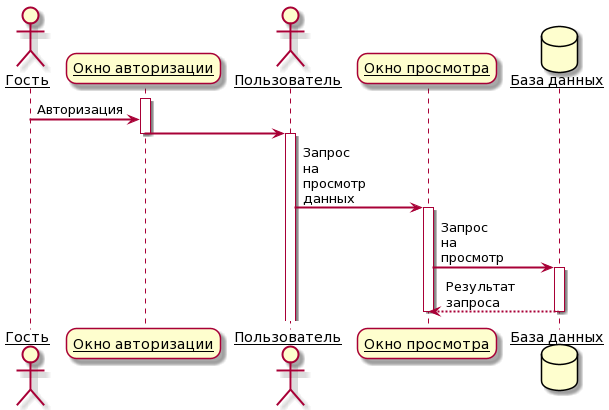 Гость
Окно авторизации
Пользователь
Окно просмотра
База данных
Авторизация
Запрос
на
просмотр
данных
Запрос
на
просмотр
Результат
запроса
Гость
Окно авторизации
Пользователь
Окно просмотра
База данных